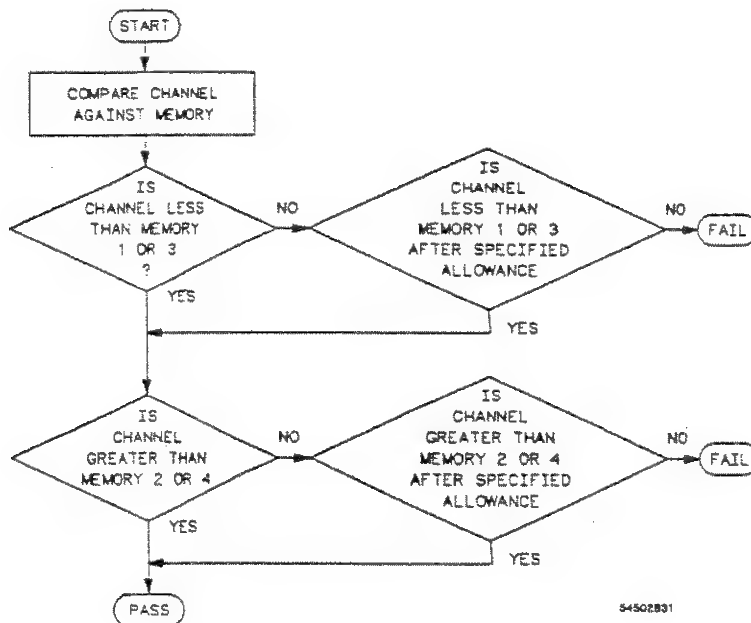 START
COMPARE CHANNEL
AGAINST MEMORY
IS
CHANNEL LESS
THAN MEMORY
1 OR 3
?
NO
YES
IS
CHANNEL
LESS THAN
MEMORY 1 OR 3
AFTER SPECIFIED
ALLOWANCE
NO
FAIL
YES
IS
CHANNEL
GREATER THAN
MEMORY 2 OR 4
NO
YES
IS
CHANNEL
GREATER THAN
MEMORY 2 OR 4
AFTER SPECIFIED
ALLOWANCE
NO
FAIL
YES
PASS
54502B31